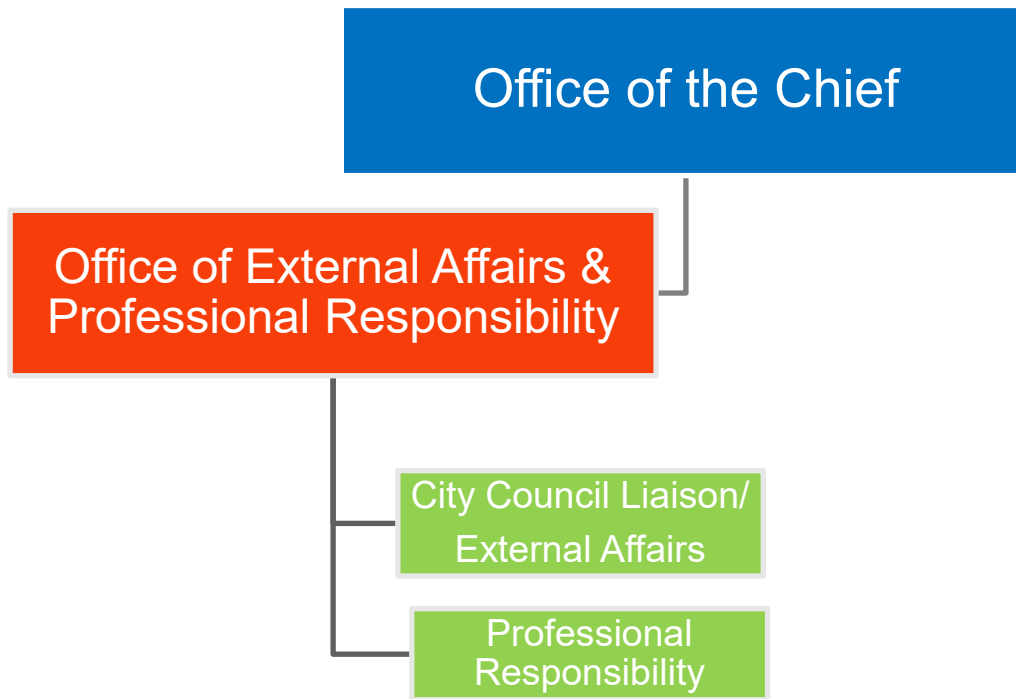 Office of the Chief
Office of External Affairs &
Professional Responsibility
City Council Liaison/
External Affairs
Professional
Responsibility